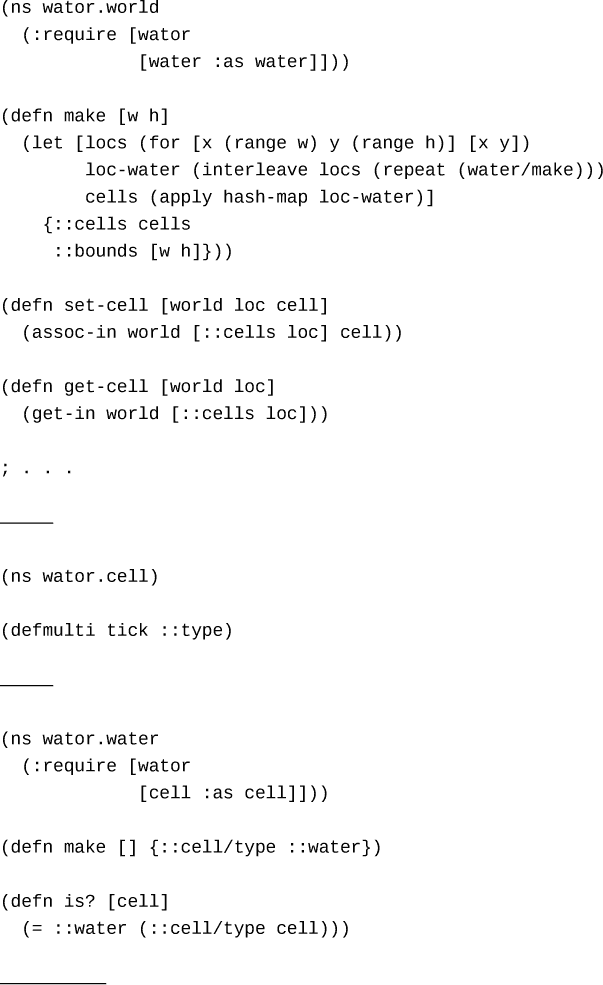 (ns wator.world
  (:require [wator
             [water :as water]]))
(defn make [w h]
  (let [locs (for [x (range w) y (range h)] [x y])
        loc-water (interleave locs (repeat (water/make)))
        cells (apply hash-map loc-water)]
    {::cells cells
     ::bounds [w h]}))
(defn set-cell [world loc cell]
  (assoc-in world [::cells loc] cell))
(defn get-cell [world loc]
  (get-in world [::cells loc]))
; . . .
(ns wator.cell)
(defmulti tick ::type)
(ns wator.water
  (:require [wator
             [cell :as cell]]))
(defn make [] {::cell/type ::water})
(defn is? [cell]
  (= ::water (::cell/type cell)))